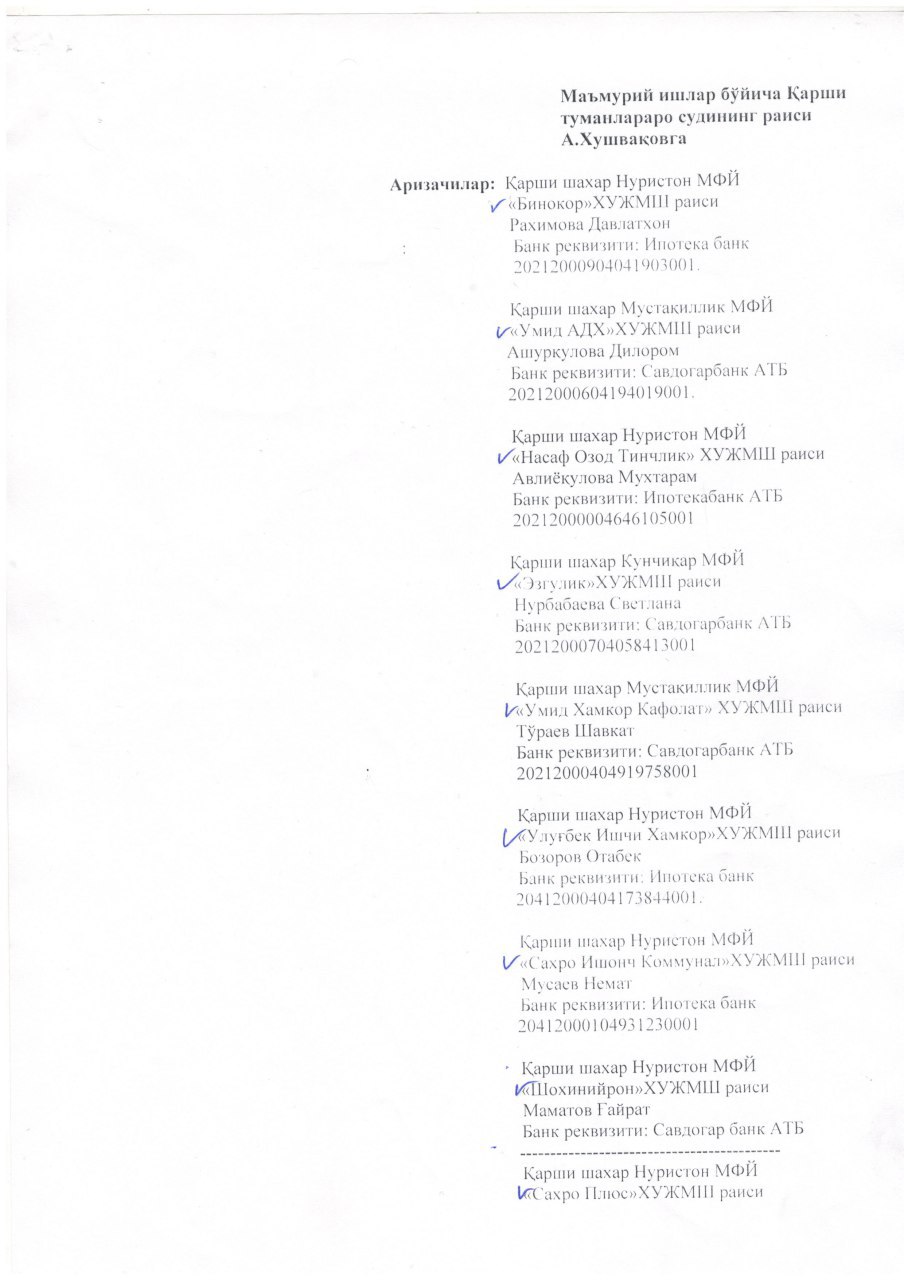 Маъмурий ишлар бўйича Қарши
туманлараро судининг раиси
А.Хушвақовга
Аризачилар: Қарши шахар Нуристон МФЙ
«Бинокор»ХУЖМШ раиси
Рахимова Давлатхон
Банк реквизити: Ипотека банк
20212000904041903001.
Қарши шахар Мустақиллик МФЙ
«Умид АДХ»ХУЖМШ раиси
Ашурқулова Дилором
Банк реквизити: Савдогарбанк АТБ
20212000604194019001.
Қарши шахар Нуристон МФЙ
«Насаф Озод Тинчлик» ХУЖМШ раиси
Авлиёқулова Мухтарам
Банк реквизити: Ипотекабанк АТБ
20212000004646105001
Қарши шахар Кунчиқар МФЙ
«Эзгулик»ХУЖМШ раиси
Нурбабаева Светлана
Банк реквизити: Савдогарбанк АТБ
20212000704058413001
Қарши шахар Мустақиллик МФЙ
«Умид Хамкор Кафолат» ХУЖМШ раиси
Тўраев Шавкат
Банк реквизити: Савдогарбанк АТБ
20212000404919758001
Қарши шахар Нуристон МФЙ
«Улуғбек Ишчи Хамкор»ХУЖМШ раиси
Бозоров Отабек
Банк реквизити: Ипотека банк
20412000404173844001.
Қарши шахар Нуристон МФЙ
«Сахро Ишонч Коммунал»ХУЖМШ раиси
Мусаев Немат
Банк реквизити: Ипотека банк
20412000104931230001
Қарши шахар Нуристон МФЙ
«Шохинийрон»ХУЖМШ раиси
Маматов Ғайрат
Банк реквизити: Савдогар банк АТБ
-------------------------------------------
Қарши шахар Нуристон МФЙ
«Сахро Плюс»ХУЖМШ раиси